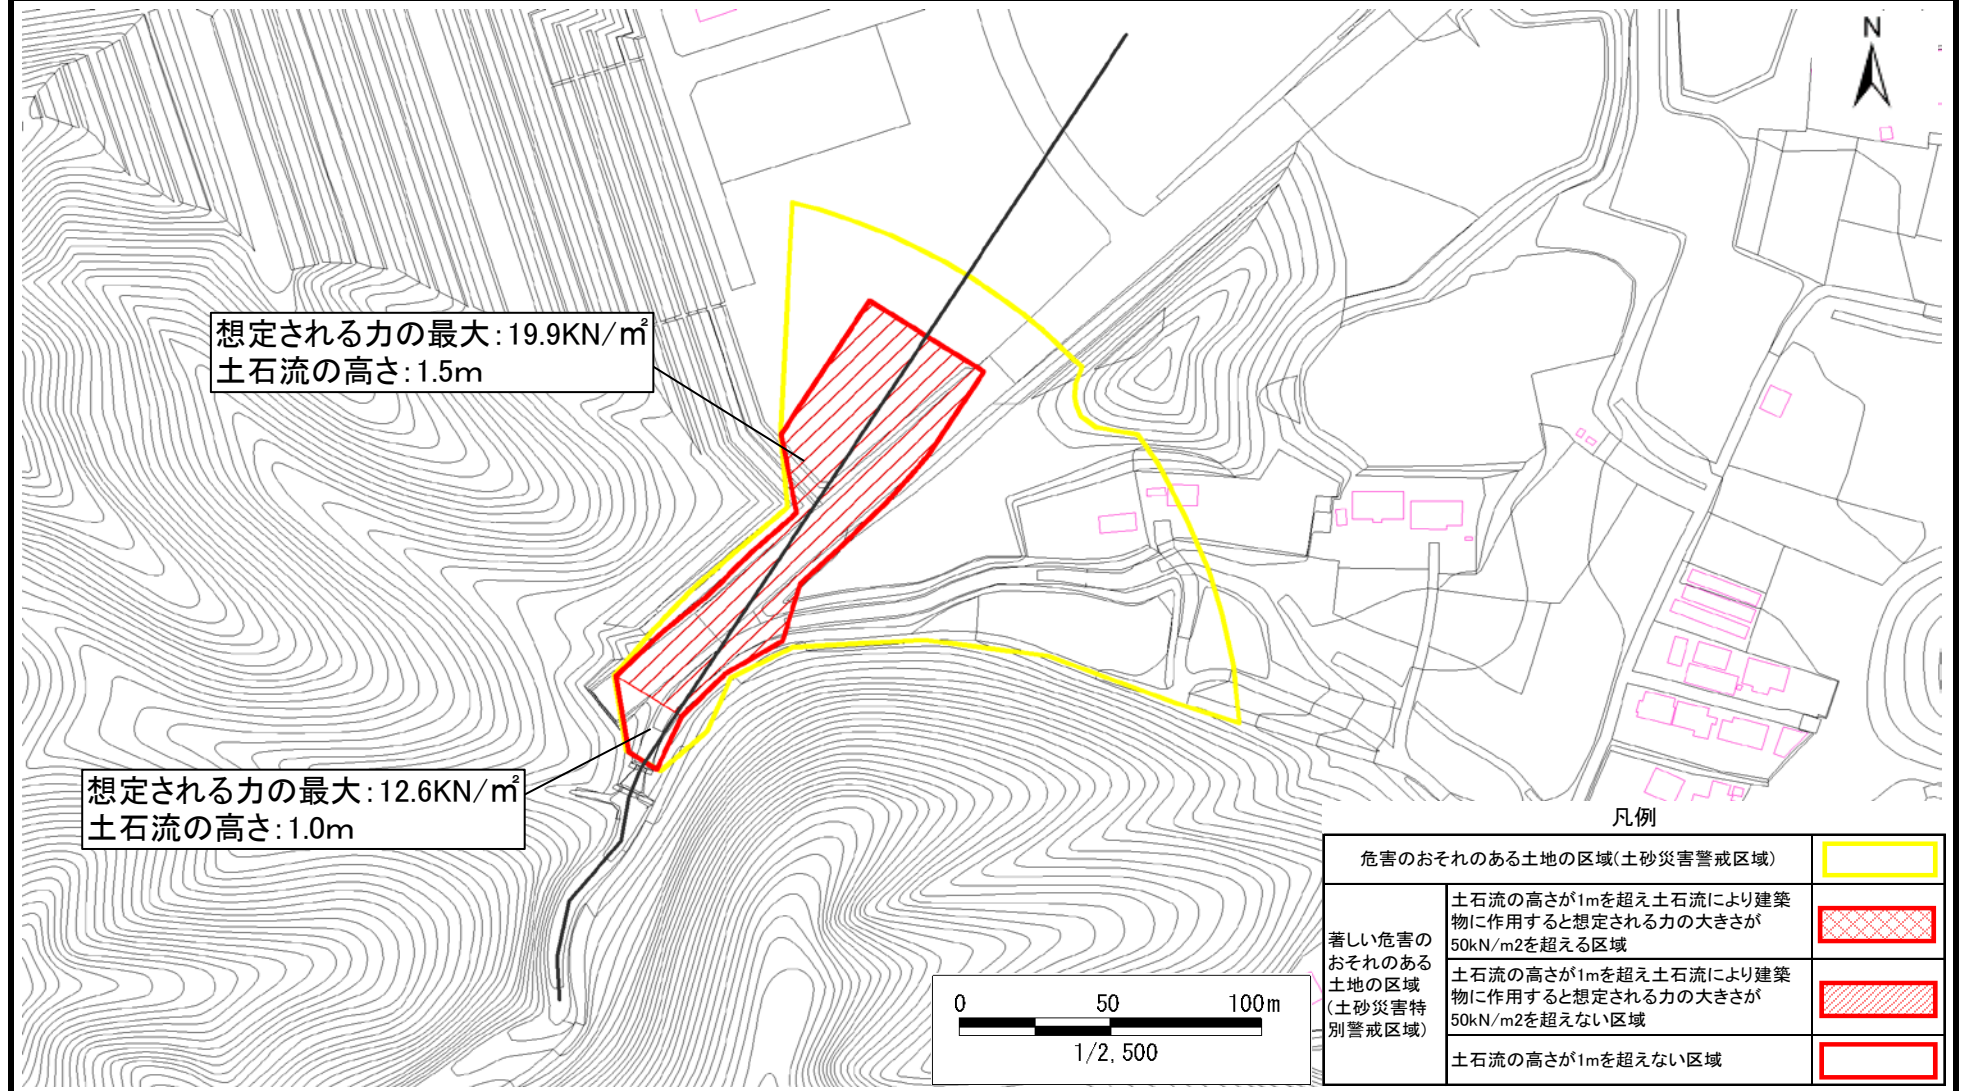 N
想定される力の最大:19.9KN/㎡
土石流の高さ:1.5m
想定される力の最大:12.6KN/㎡
土石流の高さ:1.0m
0 50 100m
1/2,500
凡例
危害のおそれのある土地の区域(土砂災害警戒区域)
著しい危害の
おそれのある
土地の区域
(土砂災害特
別警戒区域)
土石流の高さが1mを超え土石流により建築
物に作用すると想定される力の大きさが
50kN/m2を超える区域
土石流の高さが1mを超え土石流により建築
物に作用すると想定される力の大きさが
50kN/m2を超えない区域
土石流の高さが1mを超えない区域